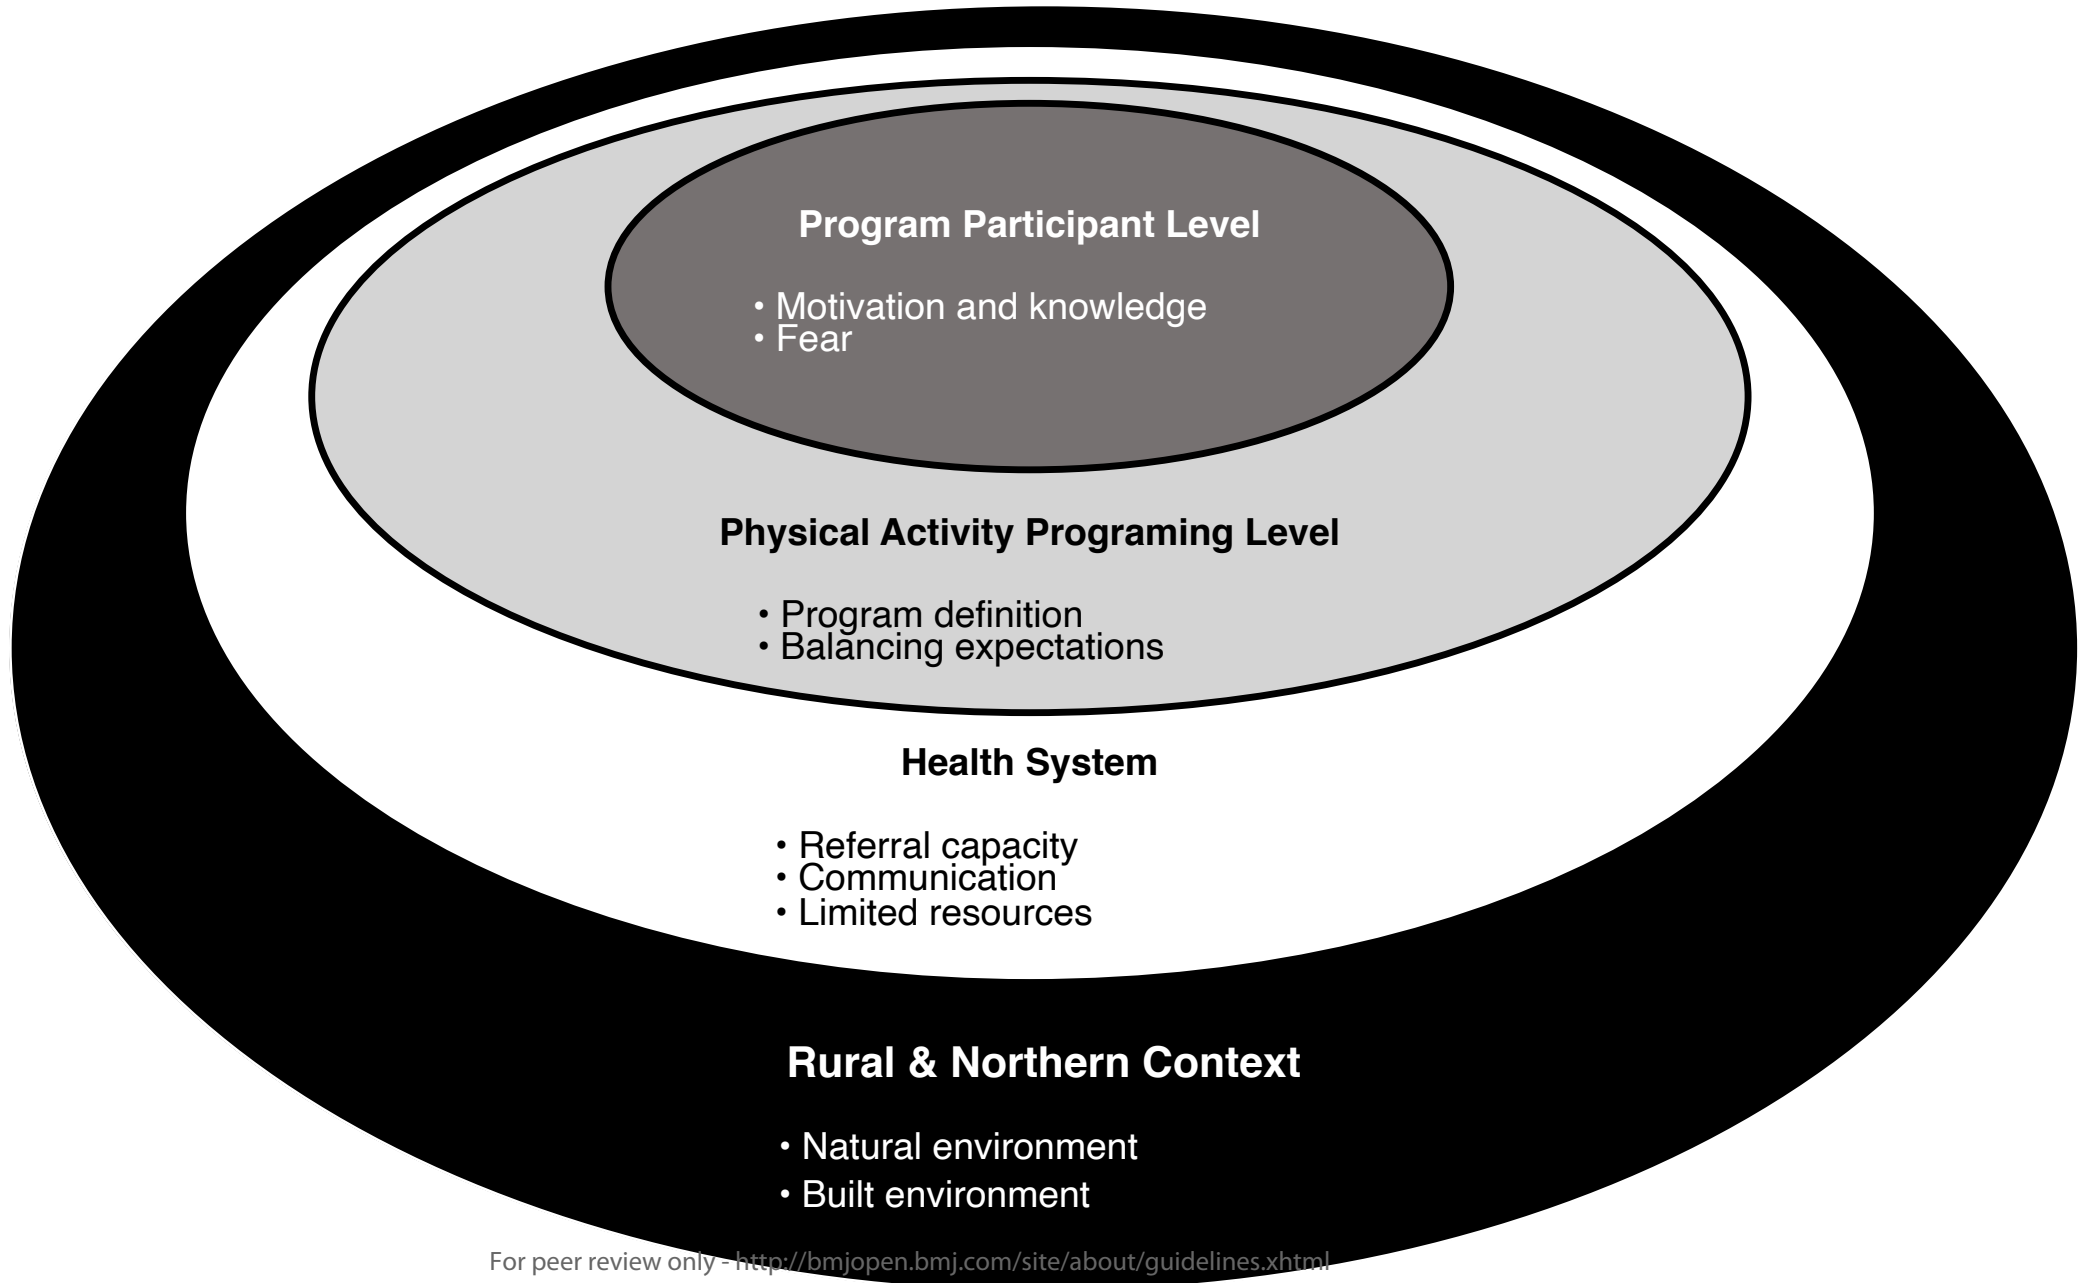 Program Participant Level
• Motivation and knowledge
• Fear
Physical Activity Programing Level
• Program definition
• Balancing expectations
Health System
• Referral capacity
• Communication
• Limited resources
Rural & Northern Context
• Natural environment
• Built environment
For peer review only - http://bmjopen.bmj.com/site/about/guidelines.xhtml